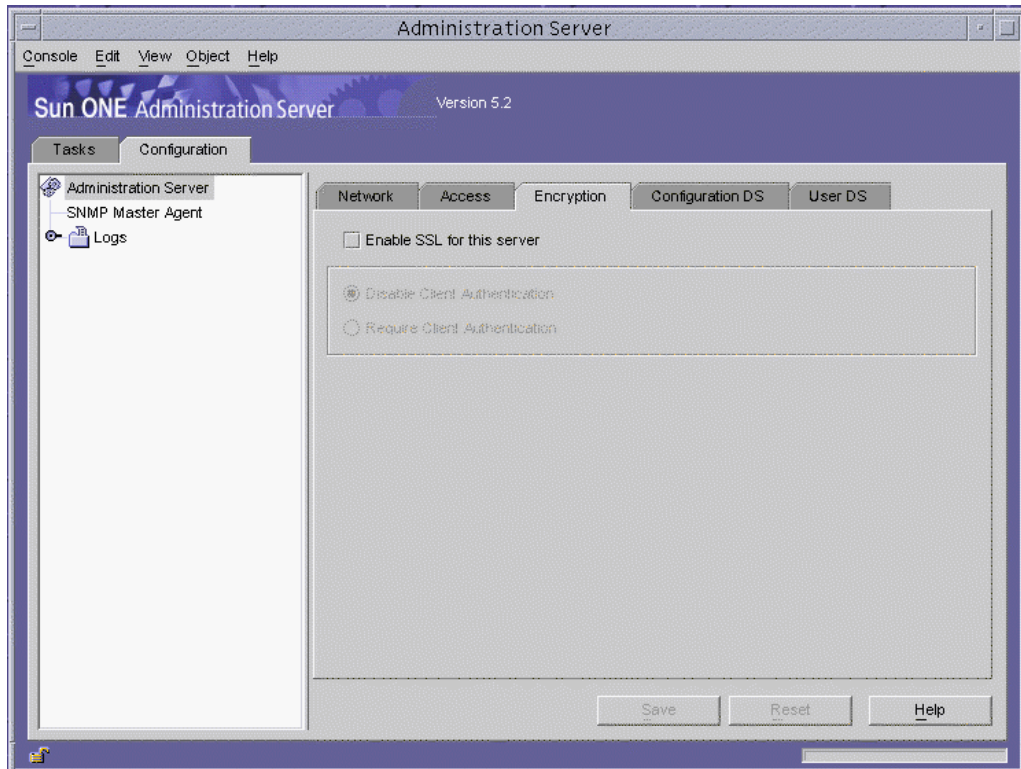 Administration Server
Console Edit View Object Help
Sun ONE Administration Server Version 5.2
Tasks Configuration
Administration Server
SNMP Master Agent
Logs
Network Access Encryption Configuration DS User DS
Enable SSL for this server
Disable Client Authentication
Require Client Authentication
Save Reset Help